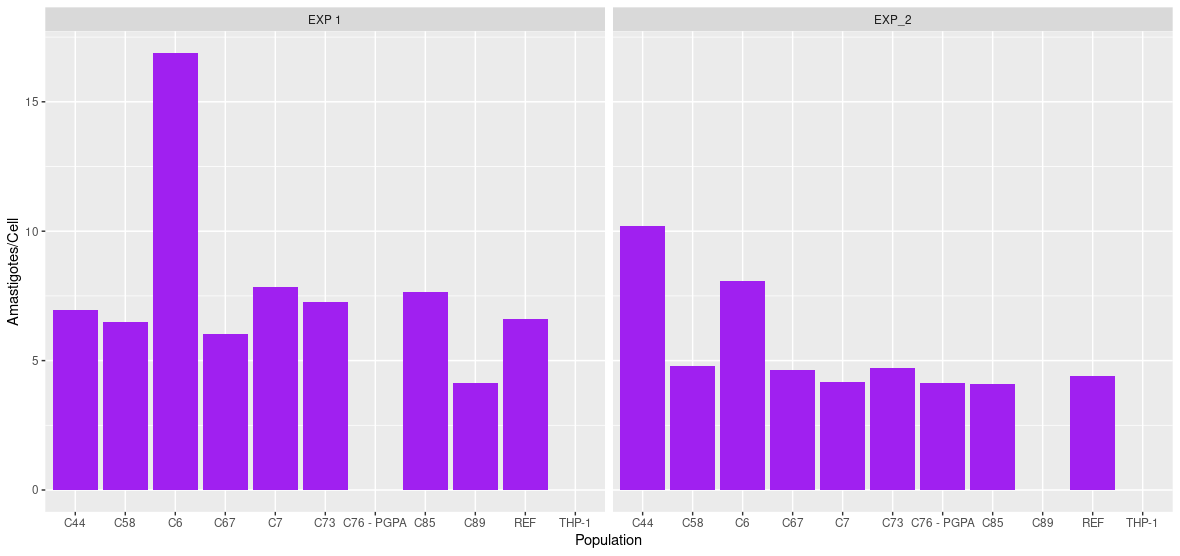 EXP 1
EXP_2
Amastigotes/Cell
15
10
5
0
C44 C58 C6 C67 C7 C73 C76 - PGPA C85 C89 REF THP-1
C44 C58 C6 C67 C7 C73 C76 - PGPA C85 C89 REF THP-1
Population